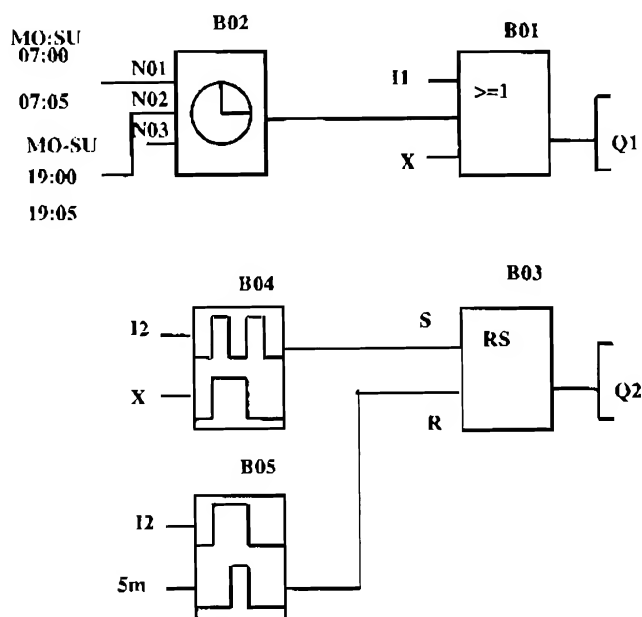 B02
B01
MO:SU
07:00
N01
07:05
N02
N03
MO-SU
19:00
19:05
I1
>=1
X
Q1
B04
B03
I2
S
RS
X
R
Q2
B05
I2
5m